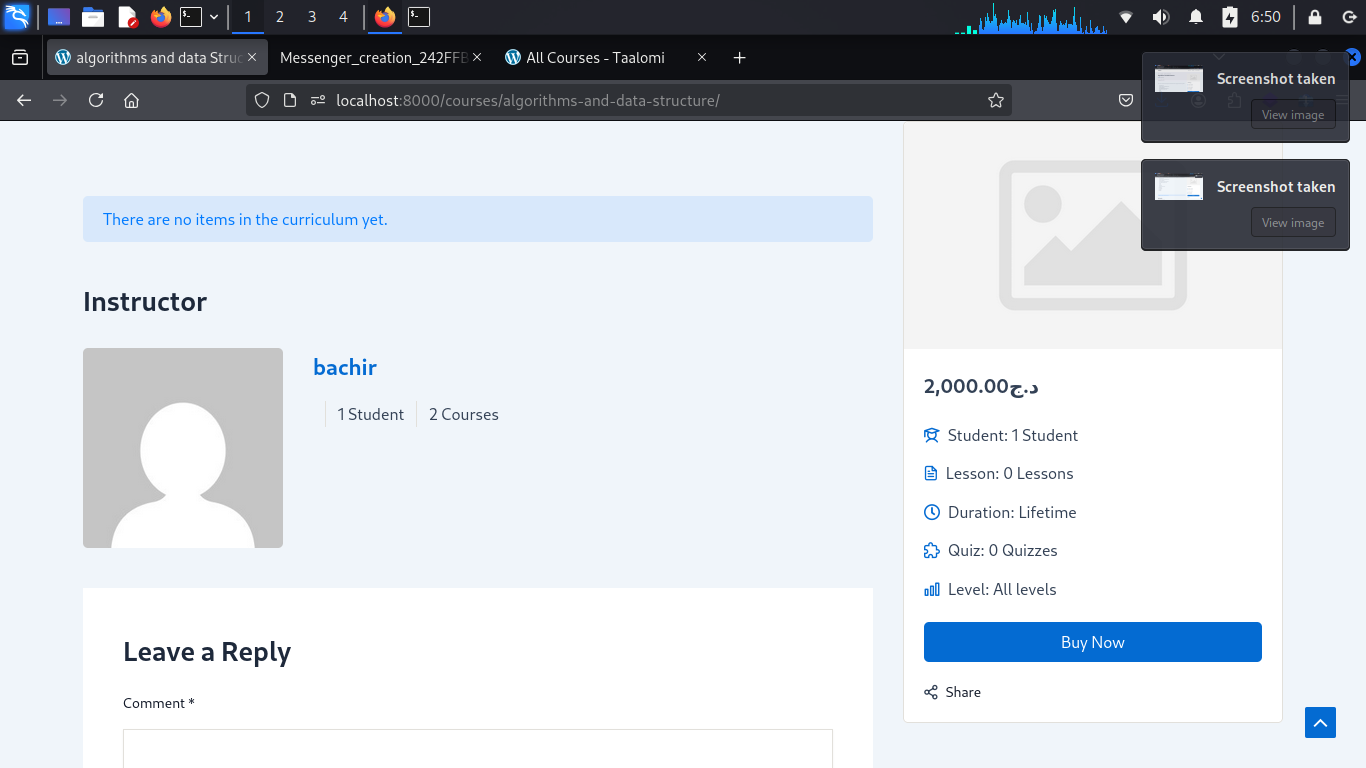 1 2 3 4 6:50
algorithms and data Struc
Messenger_creation_242FFB
All Courses - Taalomi
localhost:8000/courses/algorithms-and-data-structure/
Screenshot taken
View image
Screenshot taken
View image
There are no items in the curriculum yet.
Instructor
bachir
1 Student
2 Courses
Leave a Reply
Comment *
2,000.00د.ج
Student: 1 Student
Lesson: 0 Lessons
Duration: Lifetime
Quiz: 0 Quizzes
Level: All levels
Buy Now
Share